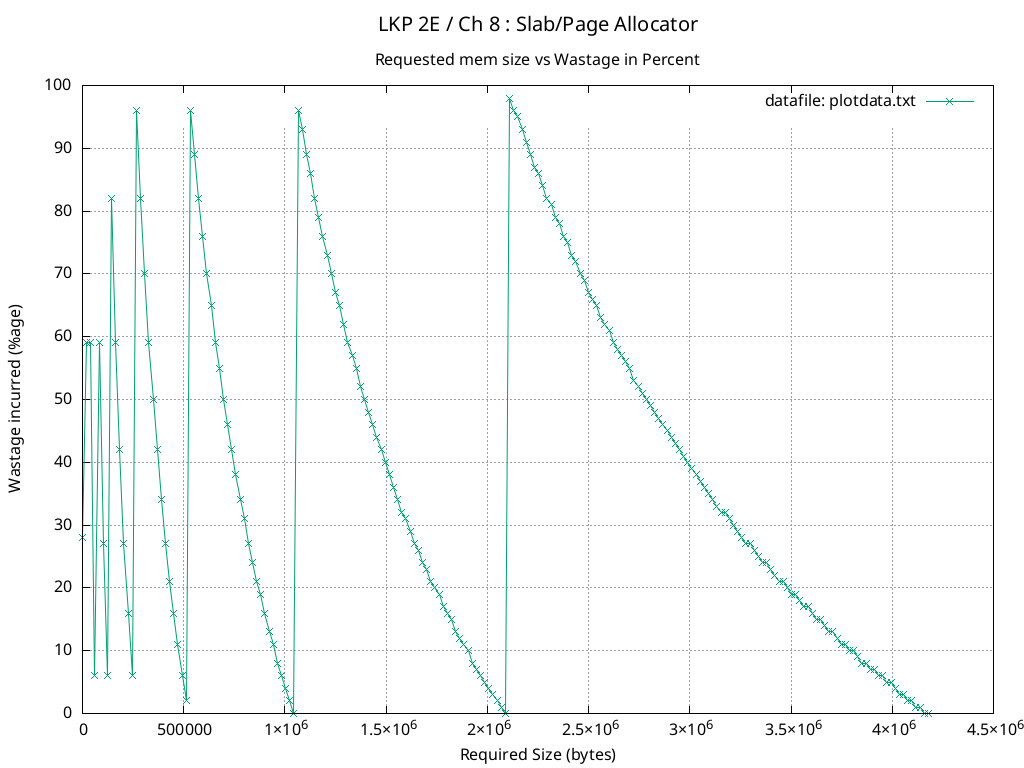 LKP 2E / Ch 8 : Slab/Page Allocator
Requested mem size vs Wastage in Percent
datafile: plotdata.txt
Wastage incurred (%age)
100
90
80
70
60
50
40
30
20
10
0
0 500000 1×10⁶ 1.5×10⁶ 2×10⁶ 2.5×10⁶ 3×10⁶ 3.5×10⁶ 4×10⁶ 4.5×10⁶
Required Size (bytes)